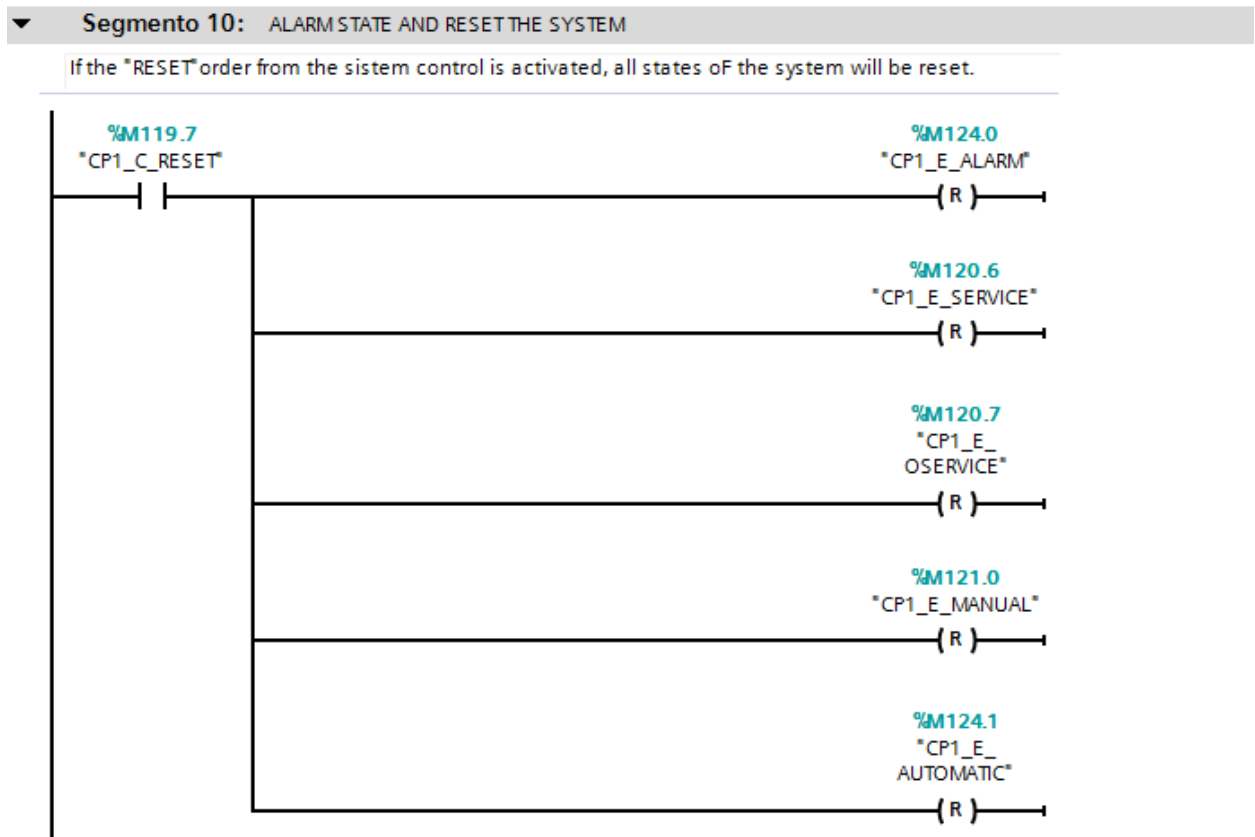 Segmento 10: ALARM STATE AND RESET THE SYSTEM
If the "RESET" order from the sistem control is activated, all states oF the system will be reset.
%M119.7
"CP1_C_RESET"
%M124.0
"CP1_E_ALARM"
( R )
%M120.6
"CP1_E_SERVICE"
( R )
%M120.7
"CP1_E_
OSERVICE"
( R )
%M121.0
"CP1_E_MANUAL"
( R )
%M124.1
"CP1_E_
AUTOMATIC"
( R )